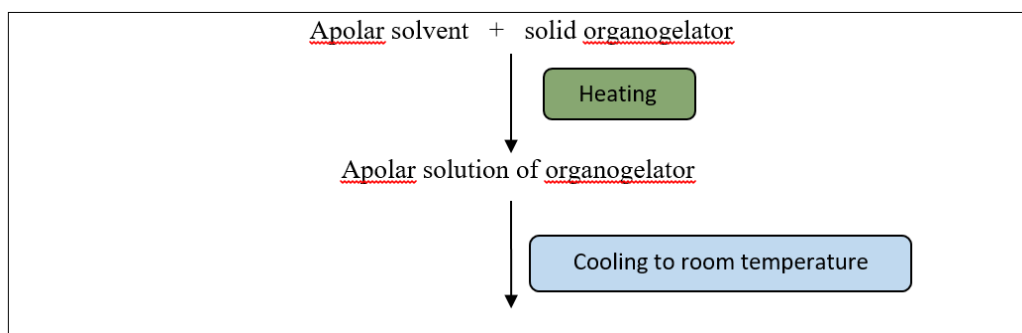 Apolar solvent + solid organogelator
Heating
Apolar solution of organogelator
Cooling to room temperature